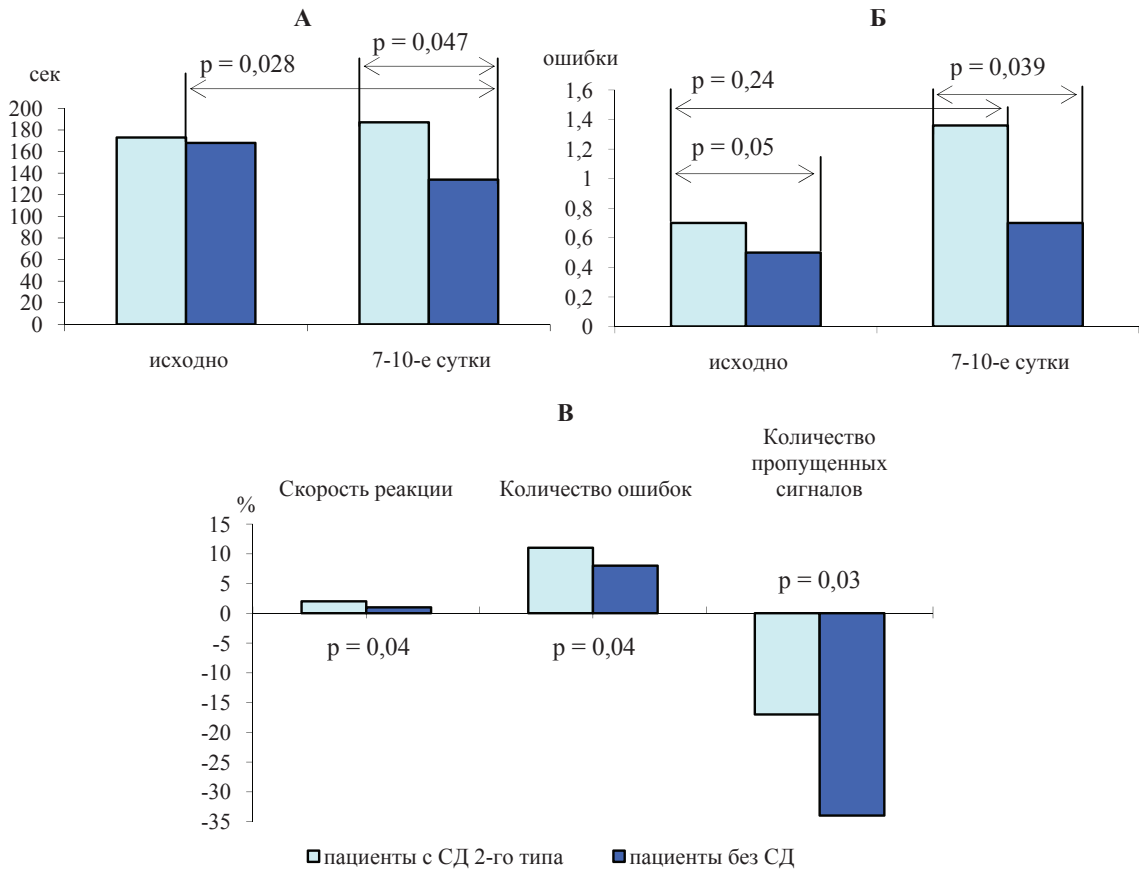 А
сек
p = 0,028
p = 0,047
200
180
160
140
120
100
80
60
40
20
0
исходно
7-10-е сутки
Б
ошибки
p = 0,24
p = 0,039
p = 0,05
1,6
1,4
1,2
1
0,8
0,6
0,4
0,2
0
исходно
7-10-е сутки
В
Скорость реакции
Количество ошибок
Количество
пропущенных
сигналов
%
15
10
5
0
-5
-10
-15
-20
-25
-30
-35
p = 0,04
p = 0,04
p = 0,03
пациенты с СД 2-го типа
пациенты без СД